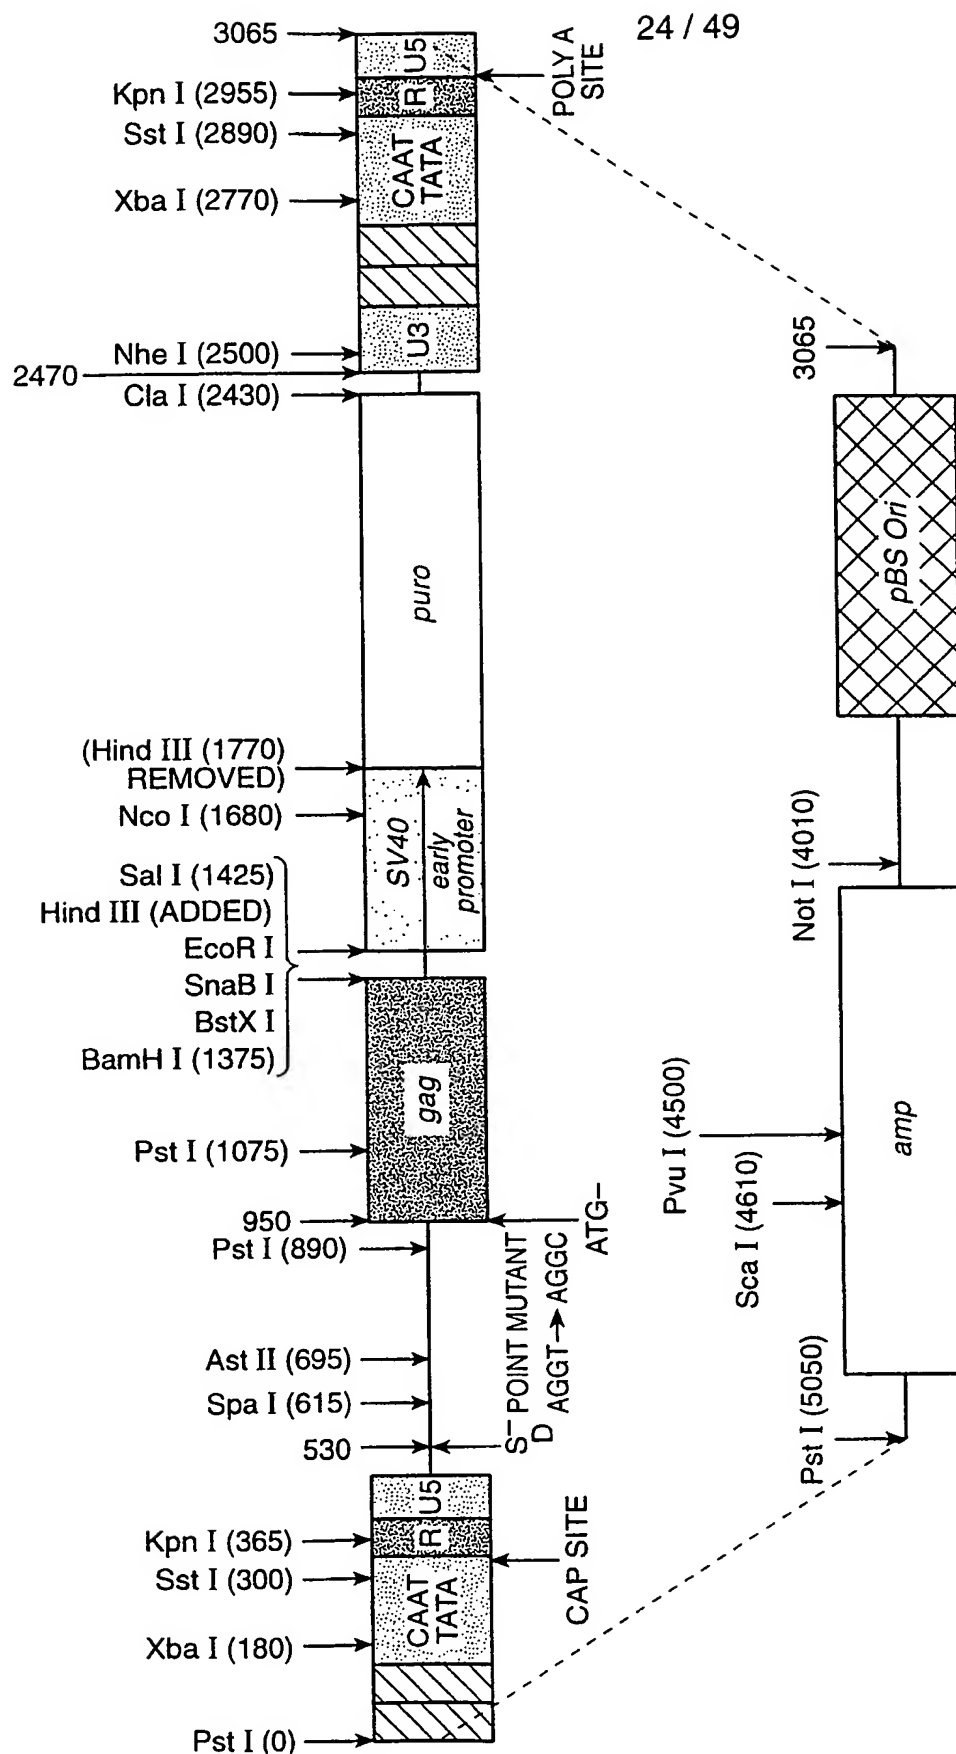 24 / 49
3065
Kpn I (2955)
Sst I (2890)
Xba I (2770)
Nhe I (2500)
2470
Cla I (2430)
(Hind III (1770)
REMOVED)
Nco I (1680)
Sal I (1425)
Hind III (ADDED)
EcoR I
SnaB I
BstX I
BamH I (1375)
Pst I (1075)
950
Pst I (890)
Ast II (695)
Spa I (615)
530
Kpn I (365)
Sst I (300)
Xba I (180)
Pst I (0)
U5
R
CAAT
TATA
U3
puro
SV40
early
promoter
gag
U5
R
CAAT
TATA
POLY A
SITE
ATG–
S– POINT MUTANT
D AGGT→AGGC
CAP SITE
3065
pBS Ori
Not I (4010)
amp
Pvu I (4500)
Sca I (4610)
Pst I (5050)